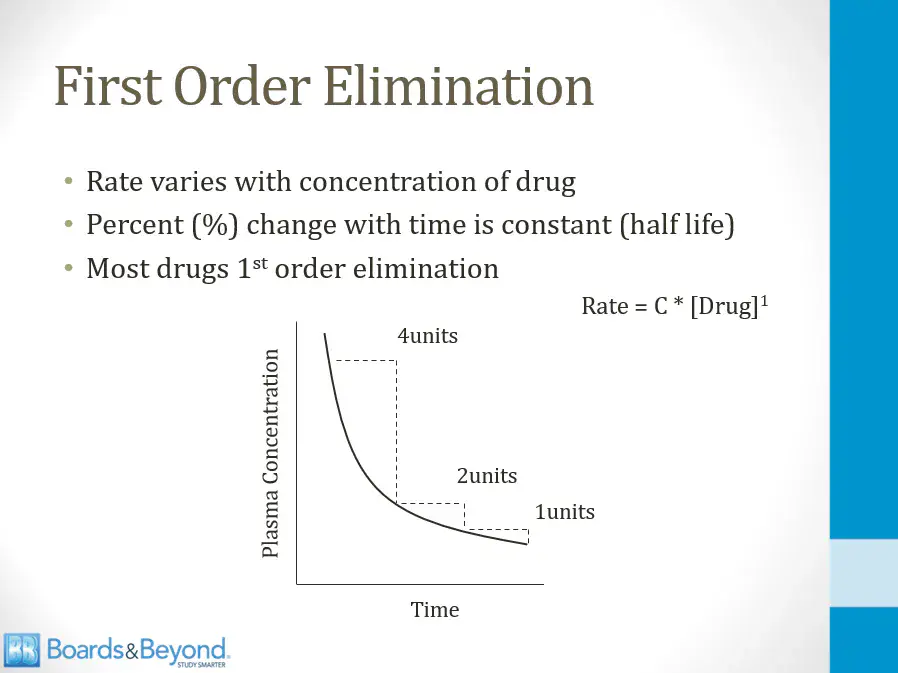 First Order Elimination
• Rate varies with concentration of drug
• Percent (%) change with time is constant (half life)
• Most drugs 1st order elimination
Rate = C * [Drug]1
4units
Plasma Concentration
2units
1units
Time
BB Boards&Beyond.
STUDY SMARTER